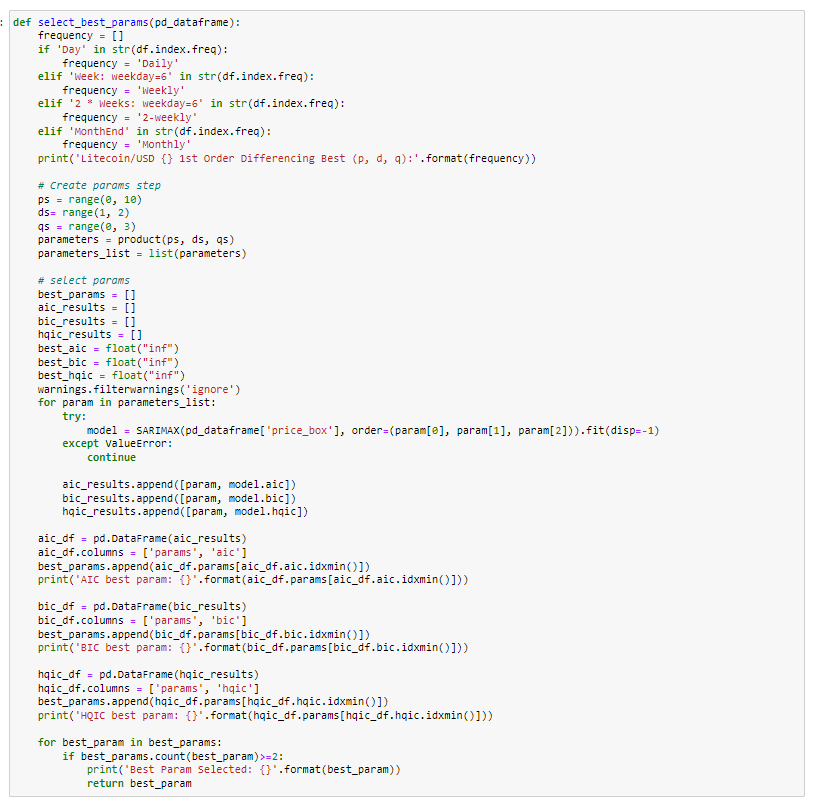 : def select_best_params(pd_dataframe):
    frequency = []
    if 'Day' in str(df.index.freq):
        frequency = 'Daily'
    elif 'Week: weekday=6' in str(df.index.freq):
        frequency = 'Weekly'
    elif '2 * Weeks: weekday=6' in str(df.index.freq):
        frequency = '2-weekly'
    elif 'MonthEnd' in str(df.index.freq):
        frequency = 'Monthly'
    print('Litecoin/USD {} 1st Order Differencing Best (p, d, q):'.format(frequency))

    # Create params step
    ps = range(0, 10)
    ds= range(1, 2)
    qs = range(0, 3)
    parameters = product(ps, ds, qs)
    parameters_list = list(parameters)

    # select params
    best_params = []
    aic_results = []
    bic_results = []
    hqic_results = []
    best_aic = float("inf")
    best_bic = float("inf")
    best_hqic = float("inf")
    warnings.filterwarnings('ignore')
    for param in parameters_list:
        try:
            model = SARIMAX(pd_dataframe['price_box'], order=(param[0], param[1], param[2])).fit(disp=-1)
        except ValueError:
            continue

        aic_results.append([param, model.aic])
        bic_results.append([param, model.bic])
        hqic_results.append([param, model.hqic])

    aic_df = pd.DataFrame(aic_results)
    aic_df.columns = ['params', 'aic']
    best_params.append(aic_df.params[aic_df.aic.idxmin()])
    print('AIC best param: {}'.format(aic_df.params[aic_df.aic.idxmin()]))

    bic_df = pd.DataFrame(bic_results)
    bic_df.columns = ['params', 'bic']
    best_params.append(bic_df.params[bic_df.bic.idxmin()])
    print('BIC best param: {}'.format(bic_df.params[bic_df.bic.idxmin()]))

    hqic_df = pd.DataFrame(hqic_results)
    hqic_df.columns = ['params', 'hqic']
    best_params.append(hqic_df.params[hqic_df.hqic.idxmin()])
    print('HQIC best param: {}'.format(hqic_df.params[hqic_df.hqic.idxmin()]))

    for best_param in best_params:
        if best_params.count(best_param)>=2:
            print('Best Param Selected: {}'.format(best_param))
            return best_param